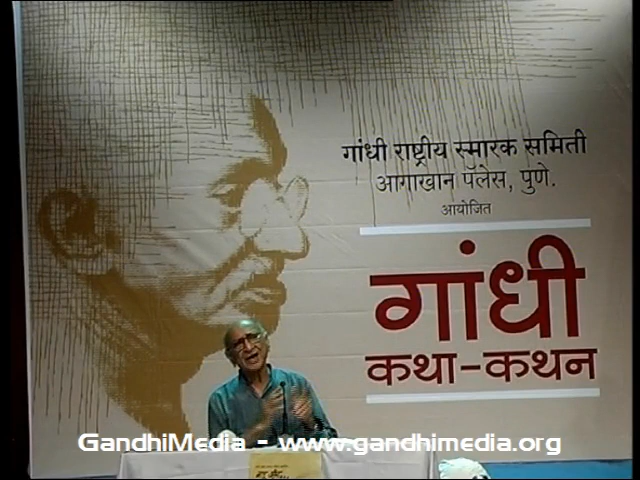 गांधी राष्ट्रीय स्मारक समिती
आगाखान पॅलेस, पुणे.
आयोजित
गांधी
कथा-कथन
GandhiMedia - www.gandhimedia.org